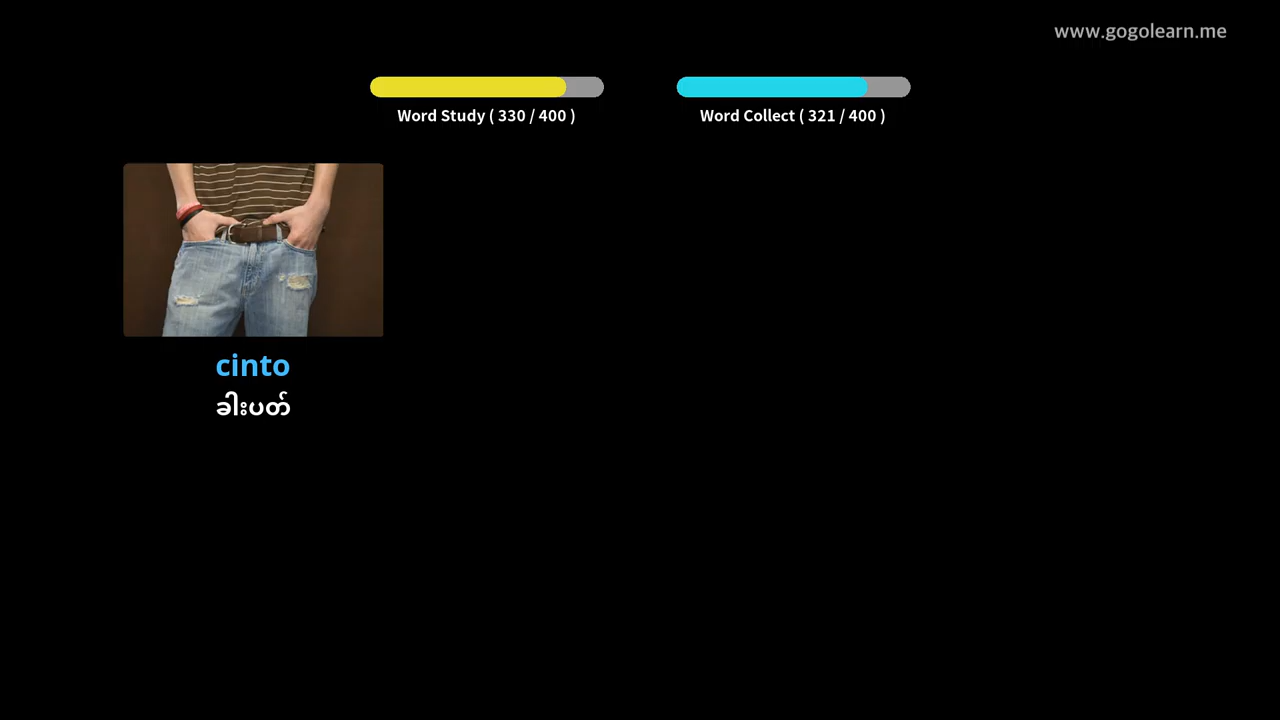 www.gogolearn.me
Word Study ( 330 / 400 )
Word Collect ( 321 / 400 )
cinto
ခါးပတ်